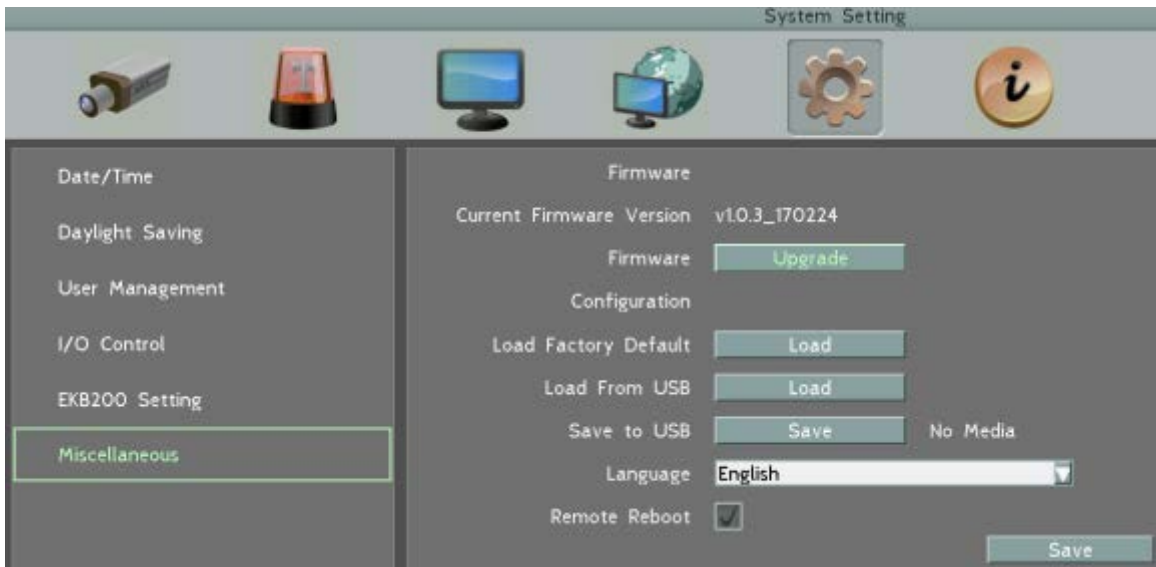 System Setting
Date/Time
Daylight Saving
User Management
I/O Control
EKB200 Setting
Miscellaneous
Firmware
Current Firmware Version v1.0.3_170224
Firmware Upgrade
Configuration
Load Factory Default Load
Load From USB Load
Save to USB Save No Media
Language English
Remote Reboot
Save